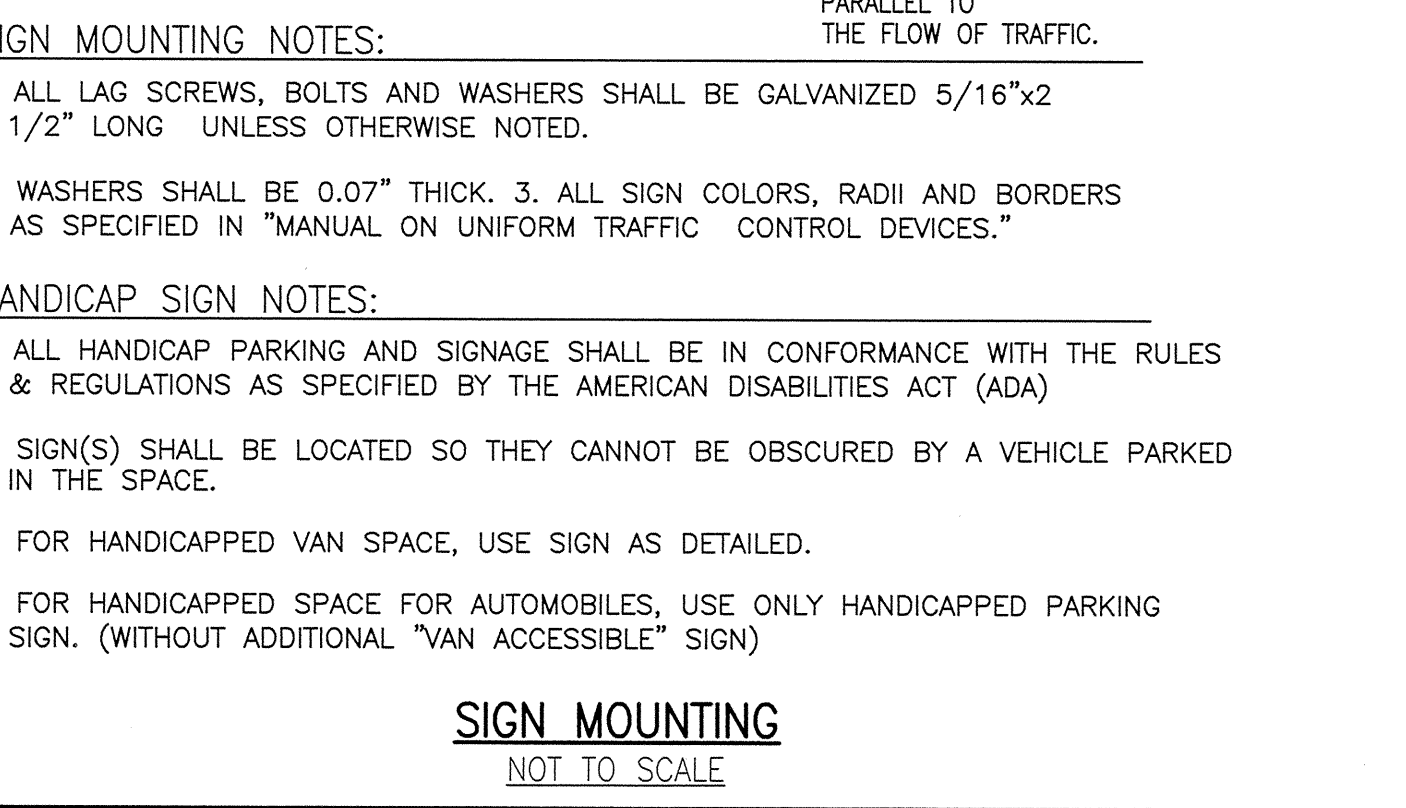 PARALLEL TO
THE FLOW OF TRAFFIC.
IGN MOUNTING NOTES:
ALL LAG SCREWS, BOLTS AND WASHERS SHALL BE GALVANIZED 5/16"x2
1/2" LONG UNLESS OTHERWISE NOTED.
WASHERS SHALL BE 0.07" THICK. 3. ALL SIGN COLORS, RADII AND BORDERS
AS SPECIFIED IN "MANUAL ON UNIFORM TRAFFIC CONTROL DEVICES."
ANDICAP SIGN NOTES:
ALL HANDICAP PARKING AND SIGNAGE SHALL BE IN CONFORMANCE WITH THE RULES
& REGULATIONS AS SPECIFIED BY THE AMERICAN DISABILITIES ACT (ADA)
SIGN(S) SHALL BE LOCATED SO THEY CANNOT BE OBSCURED BY A VEHICLE PARKED
IN THE SPACE.
FOR HANDICAPPED VAN SPACE, USE SIGN AS DETAILED.
FOR HANDICAPPED SPACE FOR AUTOMOBILES, USE ONLY HANDICAPPED PARKING
SIGN. (WITHOUT ADDITIONAL "VAN ACCESSIBLE" SIGN)
SIGN MOUNTING
NOT TO SCALE